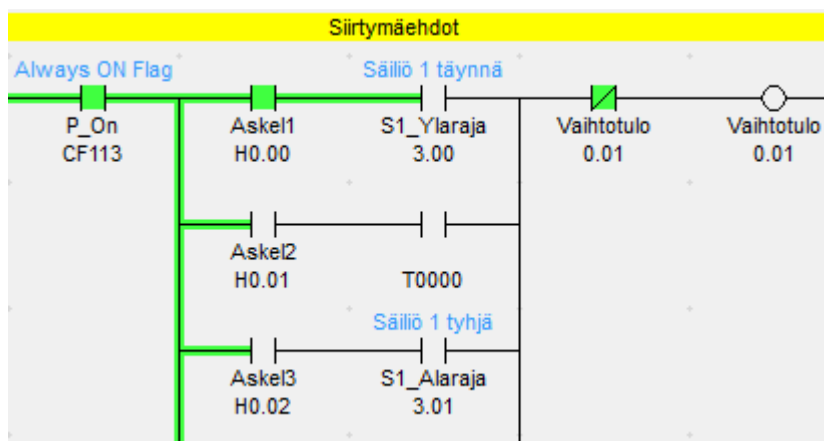 Siirtymäehdot
Always ON Flag Säiliö 1 täynnä
P_On Askel1 S1_Ylaraja Vaihtotulo Vaihtotulo
CF113 H0.00 3.00 0.01 0.01
Askel2
H0.01 T0000
Säiliö 1 tyhjä
Askel3 S1_Alaraja
H0.02 3.01